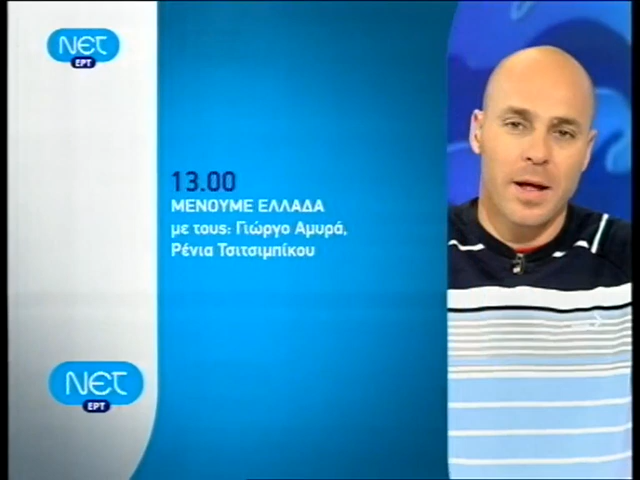 NET
ΕΡΤ
13.00
ΜΕΝΟΥΜΕ ΕΛΛΑΔΑ
με τους: Γιώργο Αμυρά,
Ρένια Τσιτσιμπίκου
NET
ΕΡΤ